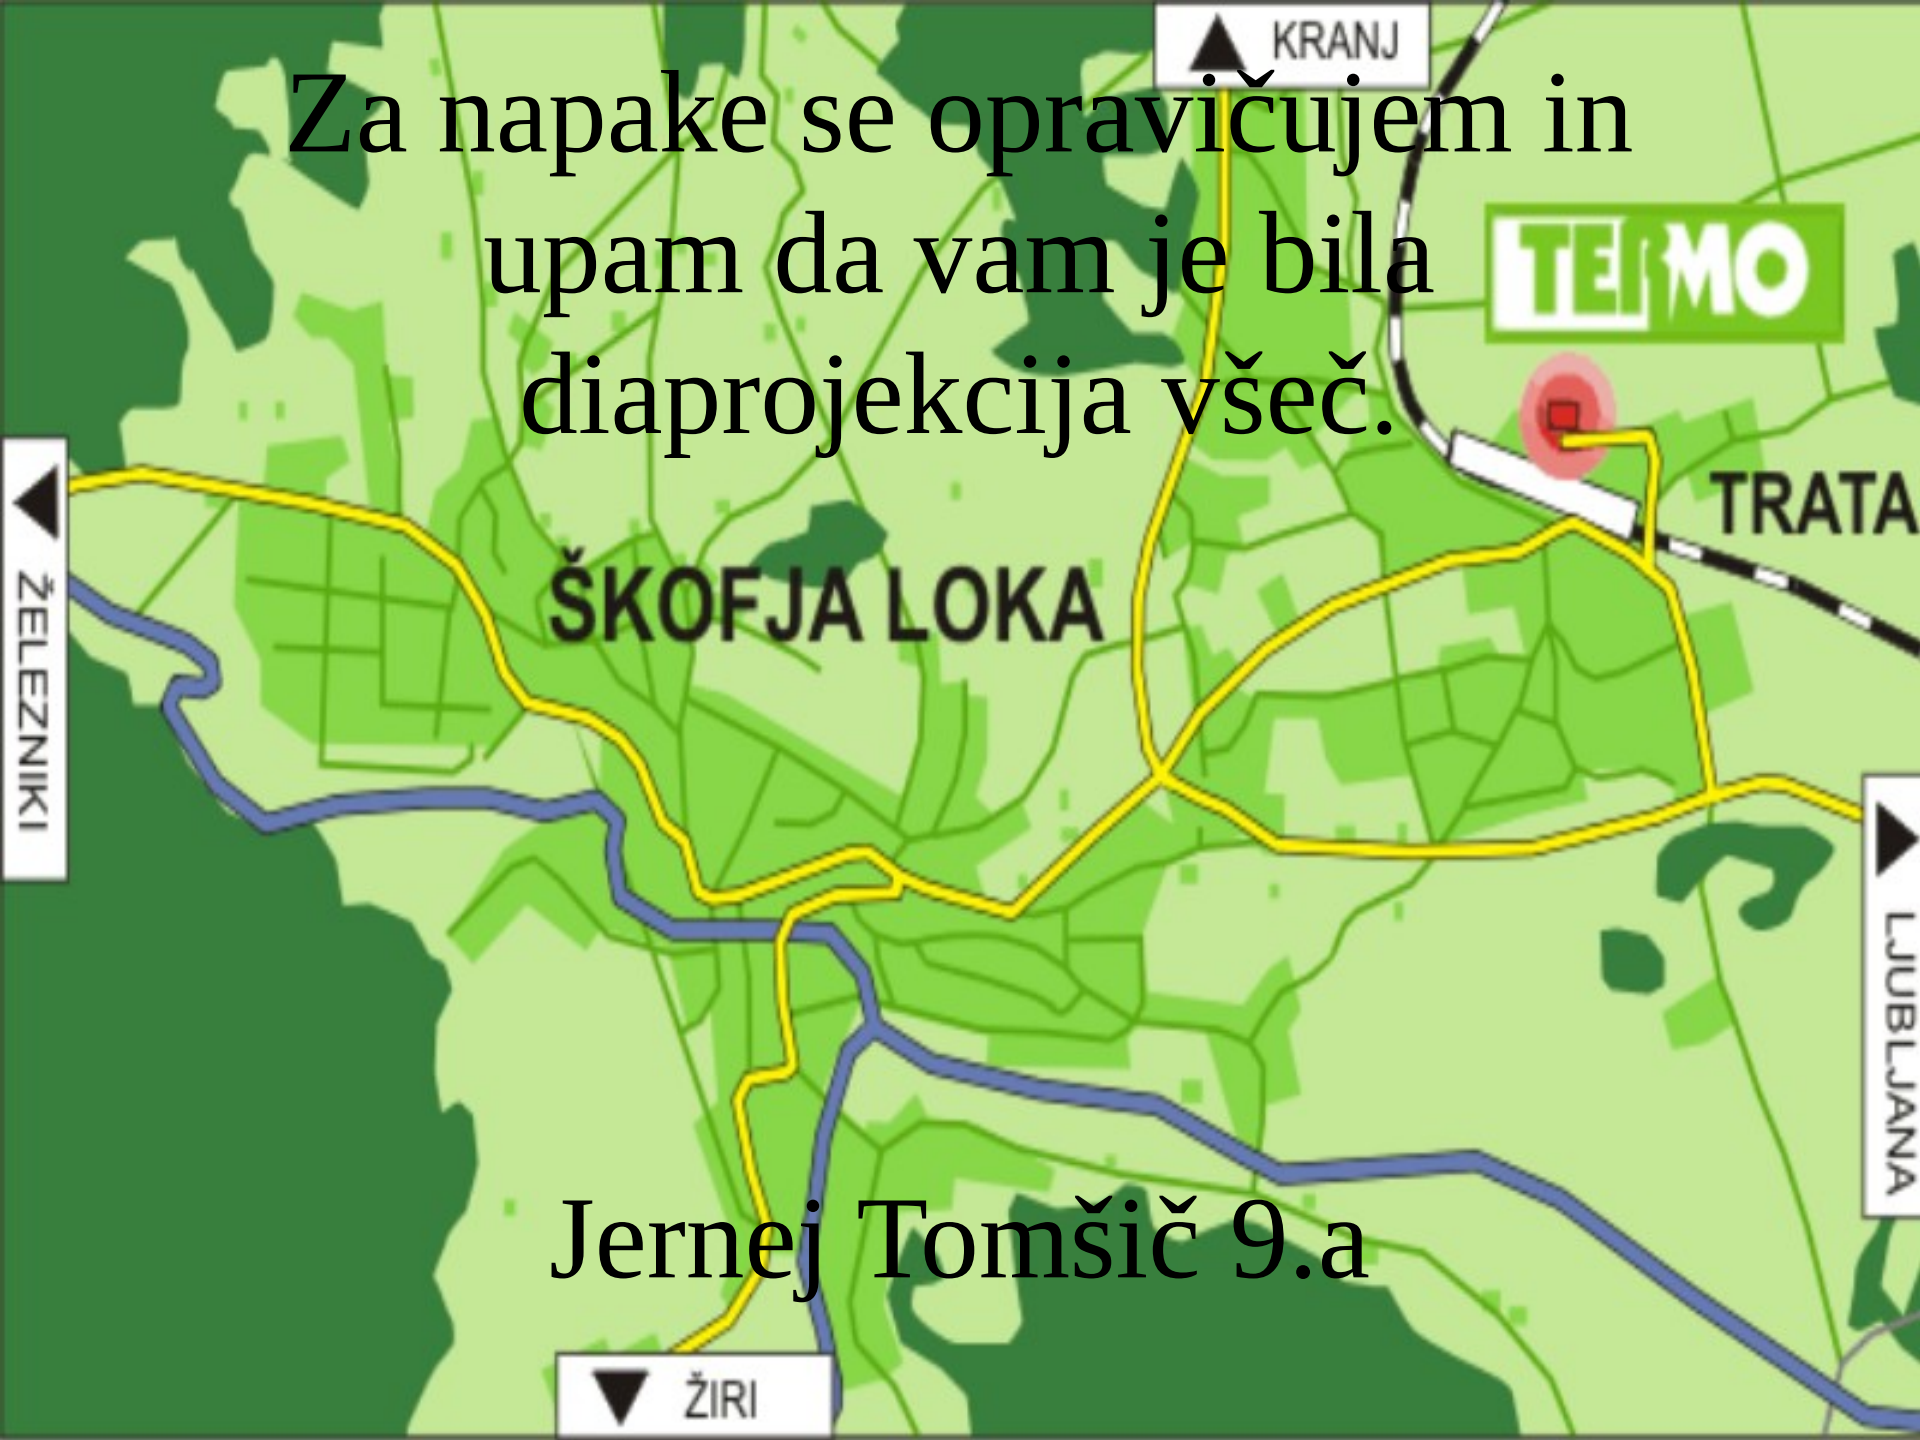 KRANJ
Za napake se opravičujem in
upam da vam je bila
diaprojekcija všeč.
TERMO
TRATA
ŠKOFJA LOKA
ŽELEZNIKI
LJUBLJANA
Jernej Tomšič 9.a
ŽIRI